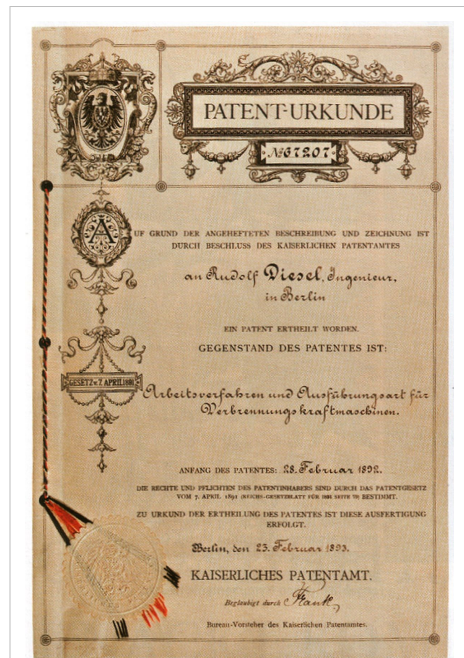 PATENT-URKUNDE
No 67207
AUF GRUND DER ANGEHEFTETEN BESCHREIBUNG UND ZEICHNUNG IST
DURCH BESCHLUSS DES KAISERLICHEN PATENTAMTES
an Rudolf Diesel, Ingenieur,
in Berlin
EIN PATENT ERTHEILT WORDEN.
GEGENSTAND DES PATENTES IST:
GESETZ v. 7. APRIL 1891
Arbeitsverfahren und Ausführungsart für
Verbrennungskraftmaschinen.
ANFANG DES PATENTES: 28. Februar 1892.
DIE RECHTE UND PFLICHTEN DES PATENTINHABERS SIND DURCH DAS PATENTGESETZ
VOM 7. APRIL 1891 (REICHS-GESETZBLATT FÜR 1891 SEITE 79) BESTIMMT.
ZU URKUND DER ERTHEILUNG DES PATENTES IST DIESE AUSFERTIGUNG
ERFOLGT.
Berlin, den 23. Februar 1893.
KAISERLICHES PATENTAMT.
Beglaubigt durch
Bureau-Vorsteher des Kaiserlichen Patentamtes.